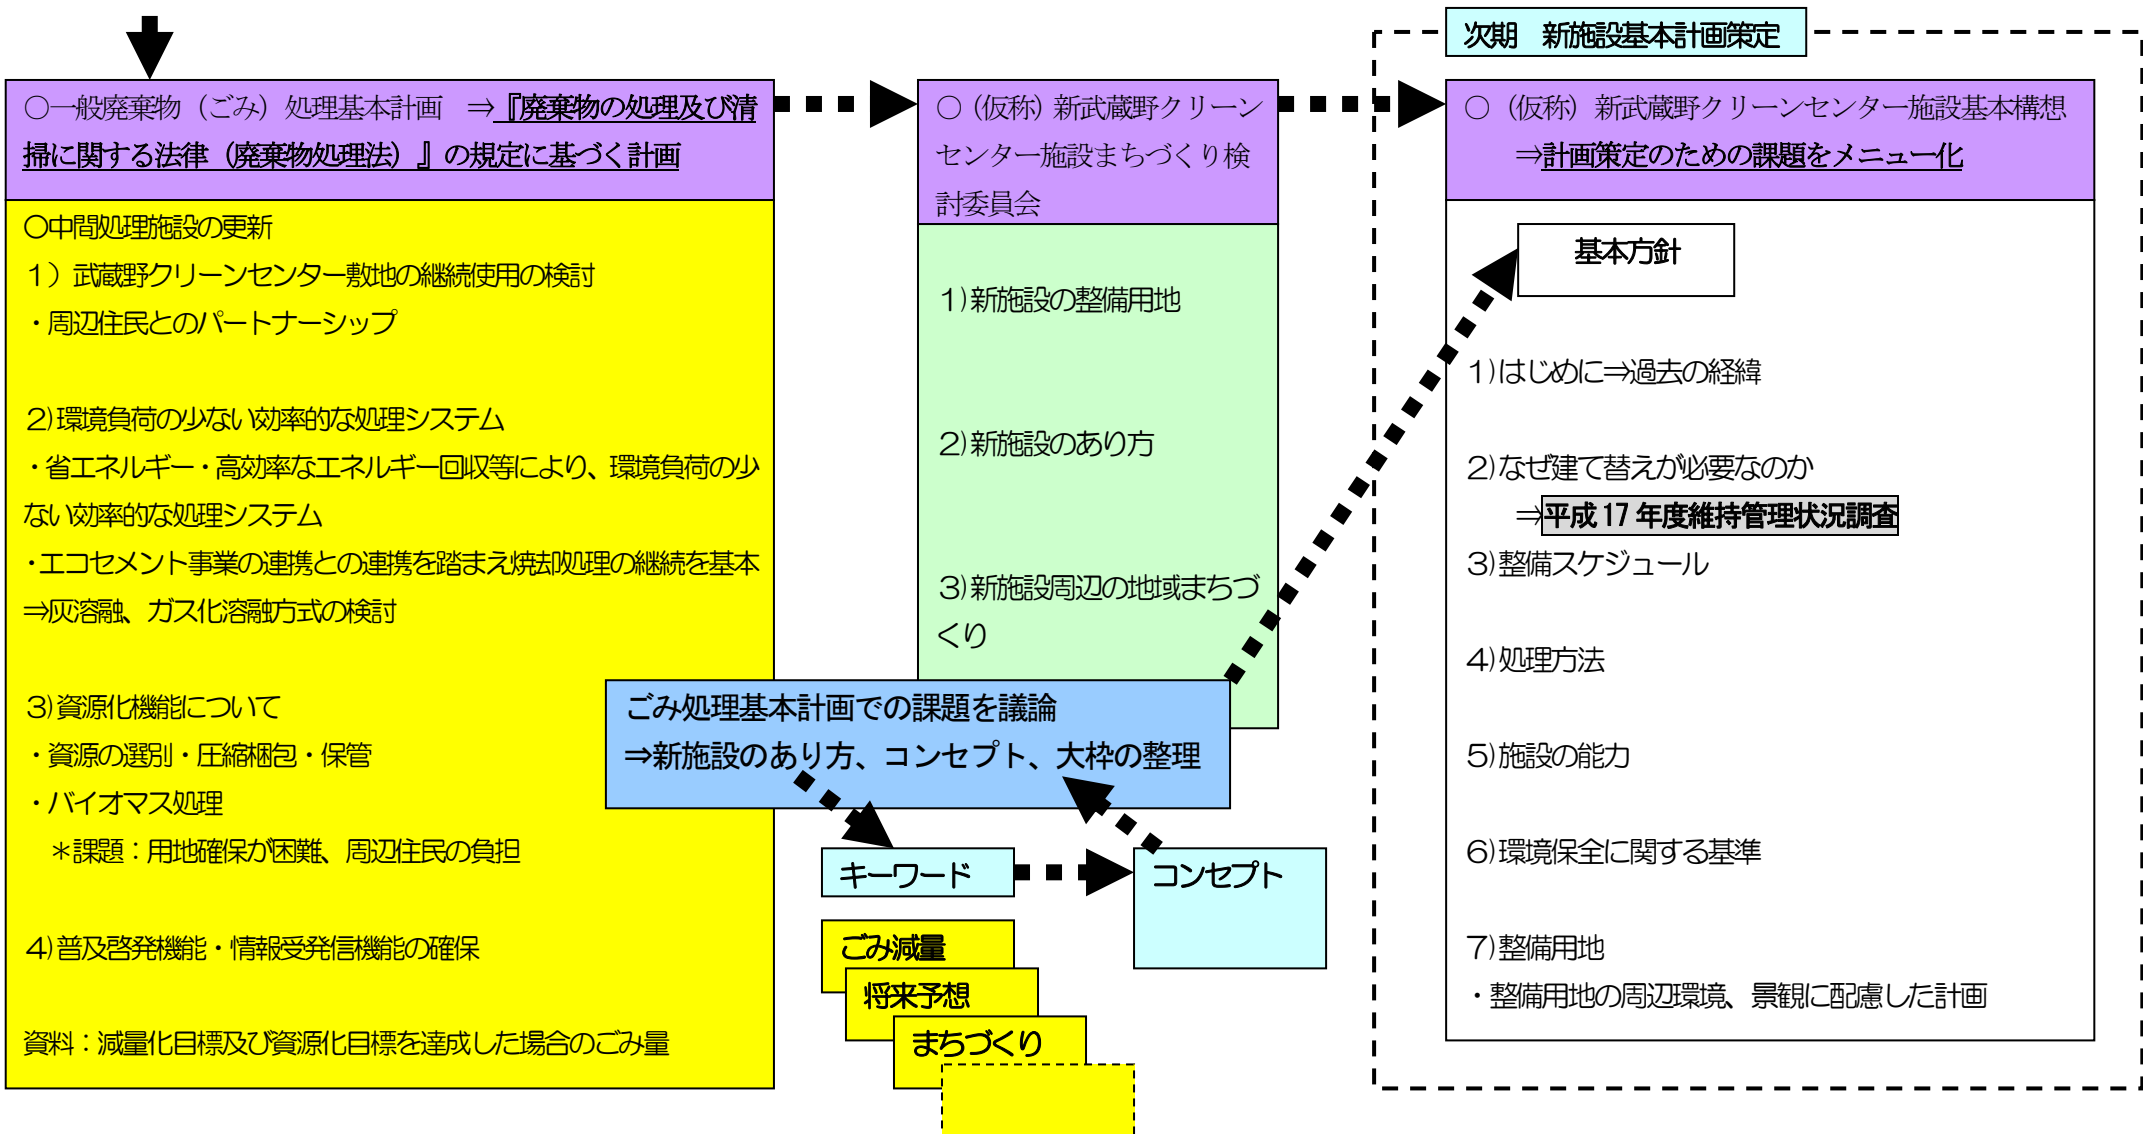 次期　新施設基本計画策定
○一般廃棄物（ごみ）処理基本計画　⇒『廃棄物の処理及び清
掃に関する法律（廃棄物処理法）』の規定に基づく計画
○中間処理施設の更新
１）武蔵野クリーンセンター敷地の継続使用の検討
・周辺住民とのパートナーシップ
２）環境負荷の少ない効率的な処理システム
・省エネルギー・高効率なエネルギー回収等により、環境負荷の少
ない効率的な処理システム
・エコセメント事業の連携との連携を踏まえ焼却処理の継続を基本
⇒灰溶融、ガス化溶融方式の検討
３）資源化機能について
・資源の選別・圧縮梱包・保管
・バイオマス処理
＊課題：用地確保が困難、周辺住民の負担
４）普及啓発機能・情報受発信機能の確保
資料：減量化目標及び資源化目標を達成した場合のごみ量
○（仮称）新武蔵野クリーン
センター施設まちづくり検
討委員会
１）新施設の整備用地
２）新施設のあり方
３）新施設周辺の地域まちづ
くり
ごみ処理基本計画での課題を議論
⇒新施設のあり方、コンセプト、大枠の整理
キーワード
コンセプト
ごみ減量
将来予想
まちづくり
○（仮称）新武蔵野クリーンセンター施設基本構想
⇒計画策定のための課題をメニュー化
基本方針
１）はじめに⇒過去の経緯
２）なぜ建て替えが必要なのか
⇒平成17年度維持管理状況調査
３）整備スケジュール
４）処理方法
５）施設の能力
６）環境保全に関する基準
７）整備用地
・整備用地の周辺環境、景観に配慮した計画